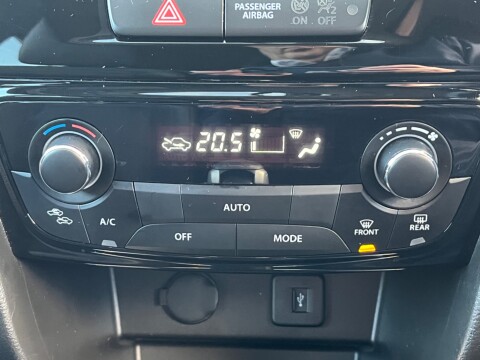 PASSENGER
AIRBAG
ON
OFF
20.5
AUTO
A/C
OFF
MODE
FRONT
REAR